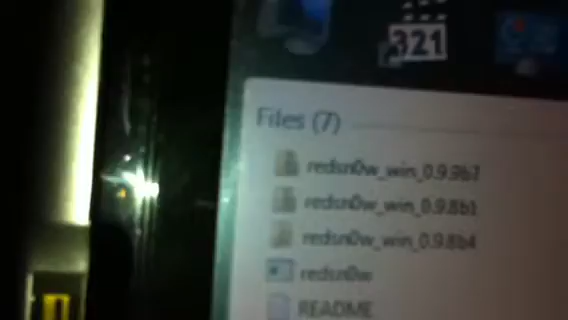 321
Files (7)
redsn0w_win_0.9.9b7
redsn0w_win_0.9.8b1
redsn0w_win_0.9.8b4
redsn0w
README